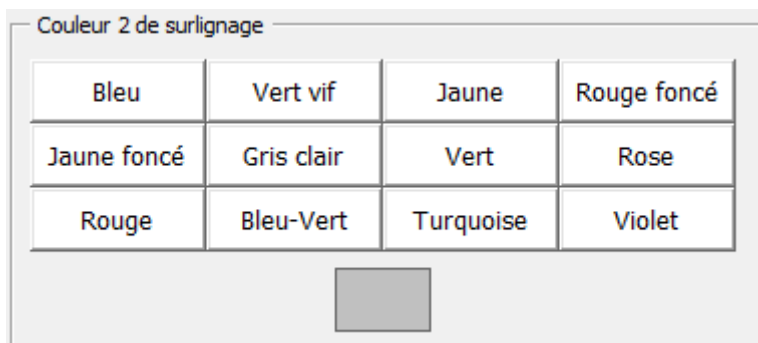 Couleur 2 de surlignage
Bleu Vert vif Jaune Rouge foncé
Jaune foncé Gris clair Vert Rose
Rouge Bleu-Vert Turquoise Violet